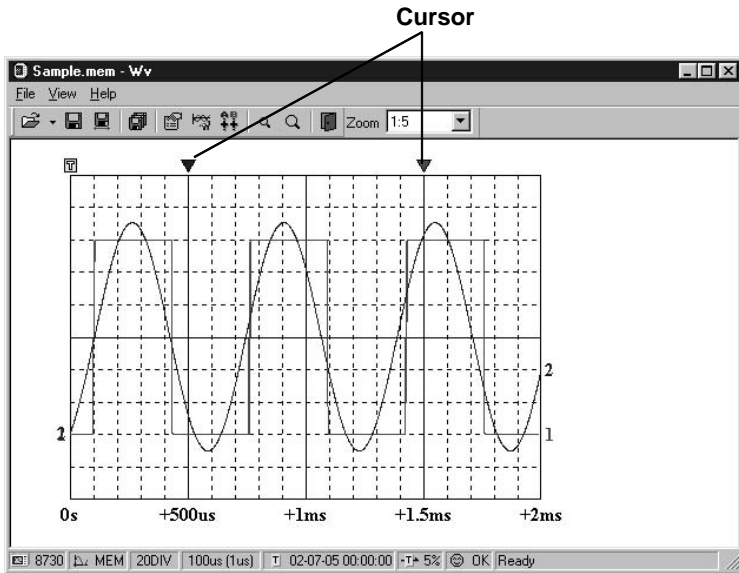 Cursor
Sample.mem - Wv
File View Help
Zoom 1:5
T
2
2
1
0s +500us +1ms +1.5ms +2ms
8730 MEM 20DIV 100us (1us) T 02-07-05 00:00:00 -T- 5% OK Ready